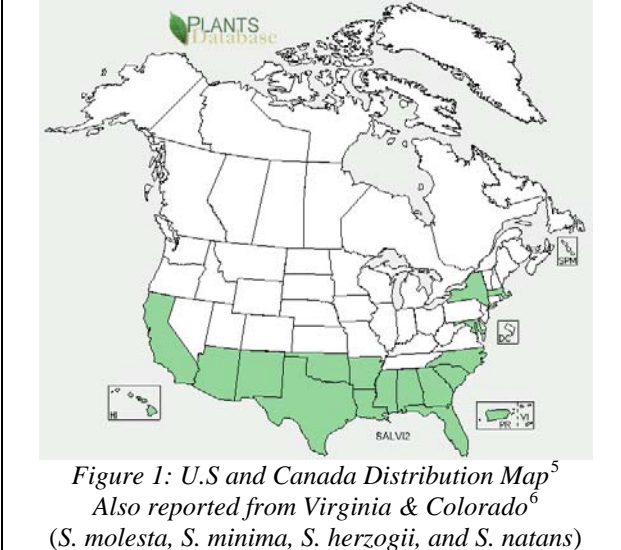 PLANTS
Database
SPM
DC
HI
PR
VI
SALVI2
Figure 1: U.S and Canada Distribution Map5
Also reported from Virginia & Colorado6
(S. molesta, S. minima, S. herzogii, and S. natans)